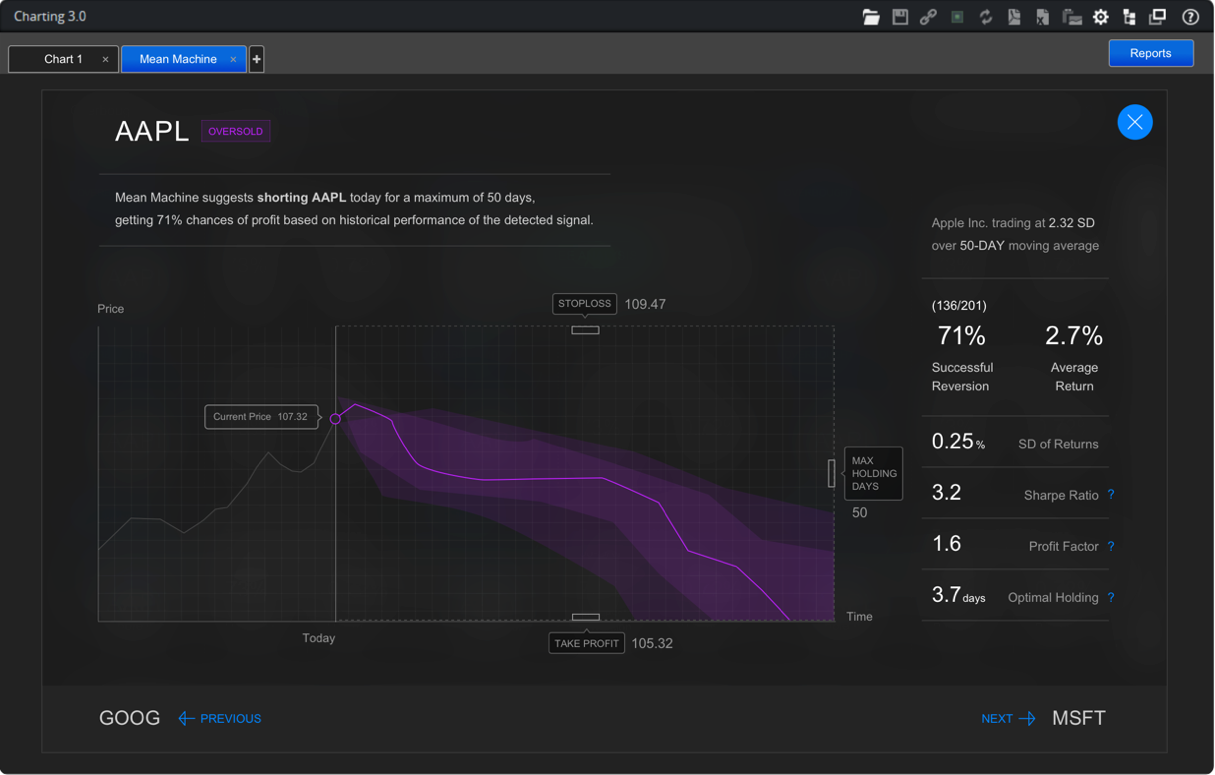 Charting 3.0
Chart 1 ×
Mean Machine ×
+
Reports
AAPL
OVERSOLD
Mean Machine suggests shorting AAPL today for a maximum of 50 days,
getting 71% chances of profit based on historical performance of the detected signal.
Apple Inc. trading at 2.32 SD
over 50-DAY moving average
(136/201)
71%
Successful
Reversion
2.7%
Average
Return
0.25 %
SD of Returns
3.2
Sharpe Ratio ?
1.6
Profit Factor ?
3.7 days
Optimal Holding ?
Price
STOPLOSS
109.47
Current Price 107.32
MAX
HOLDING
DAYS
50
Time
Today
TAKE PROFIT
105.32
GOOG
PREVIOUS
NEXT
MSFT